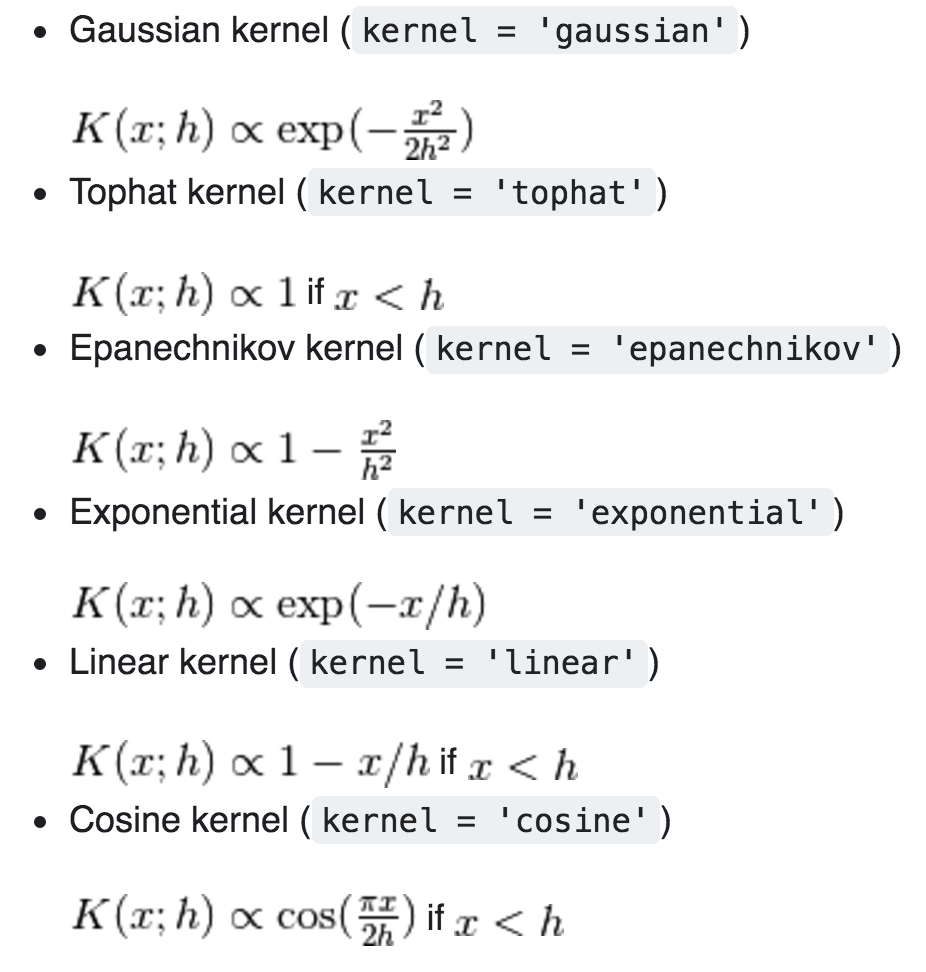 • Gaussian kernel (kernel = 'gaussian')
K(x; h) ∝ exp(−x²/2h²)
• Tophat kernel (kernel = 'tophat')
K(x; h) ∝ 1 if x < h
• Epanechnikov kernel (kernel = 'epanechnikov')
K(x; h) ∝ 1 − x²/h²
• Exponential kernel (kernel = 'exponential')
K(x; h) ∝ exp(−x/h)
• Linear kernel (kernel = 'linear')
K(x; h) ∝ 1 − x/h if x < h
• Cosine kernel (kernel = 'cosine')
K(x; h) ∝ cos(πx/2h) if x < h